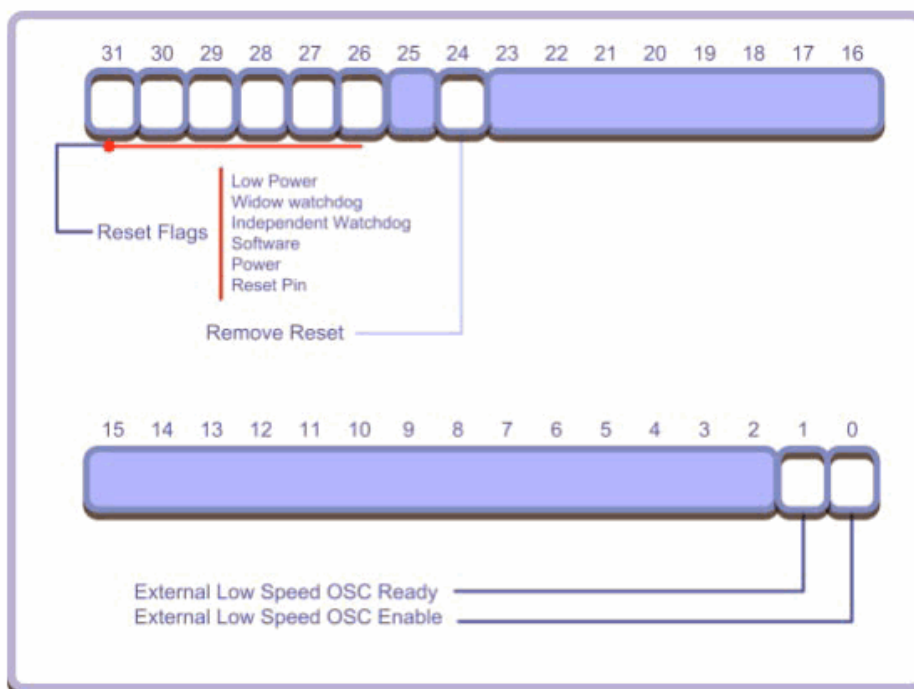 31 30 29 28 27 26 25 24 23 22 21 20 19 18 17 16
Low Power
Widow watchdog
Independent Watchdog
Software
Power
Reset Pin
Reset Flags
Remove Reset
15 14 13 12 11 10 9 8 7 6 5 4 3 2 1 0
External Low Speed OSC Ready
External Low Speed OSC Enable